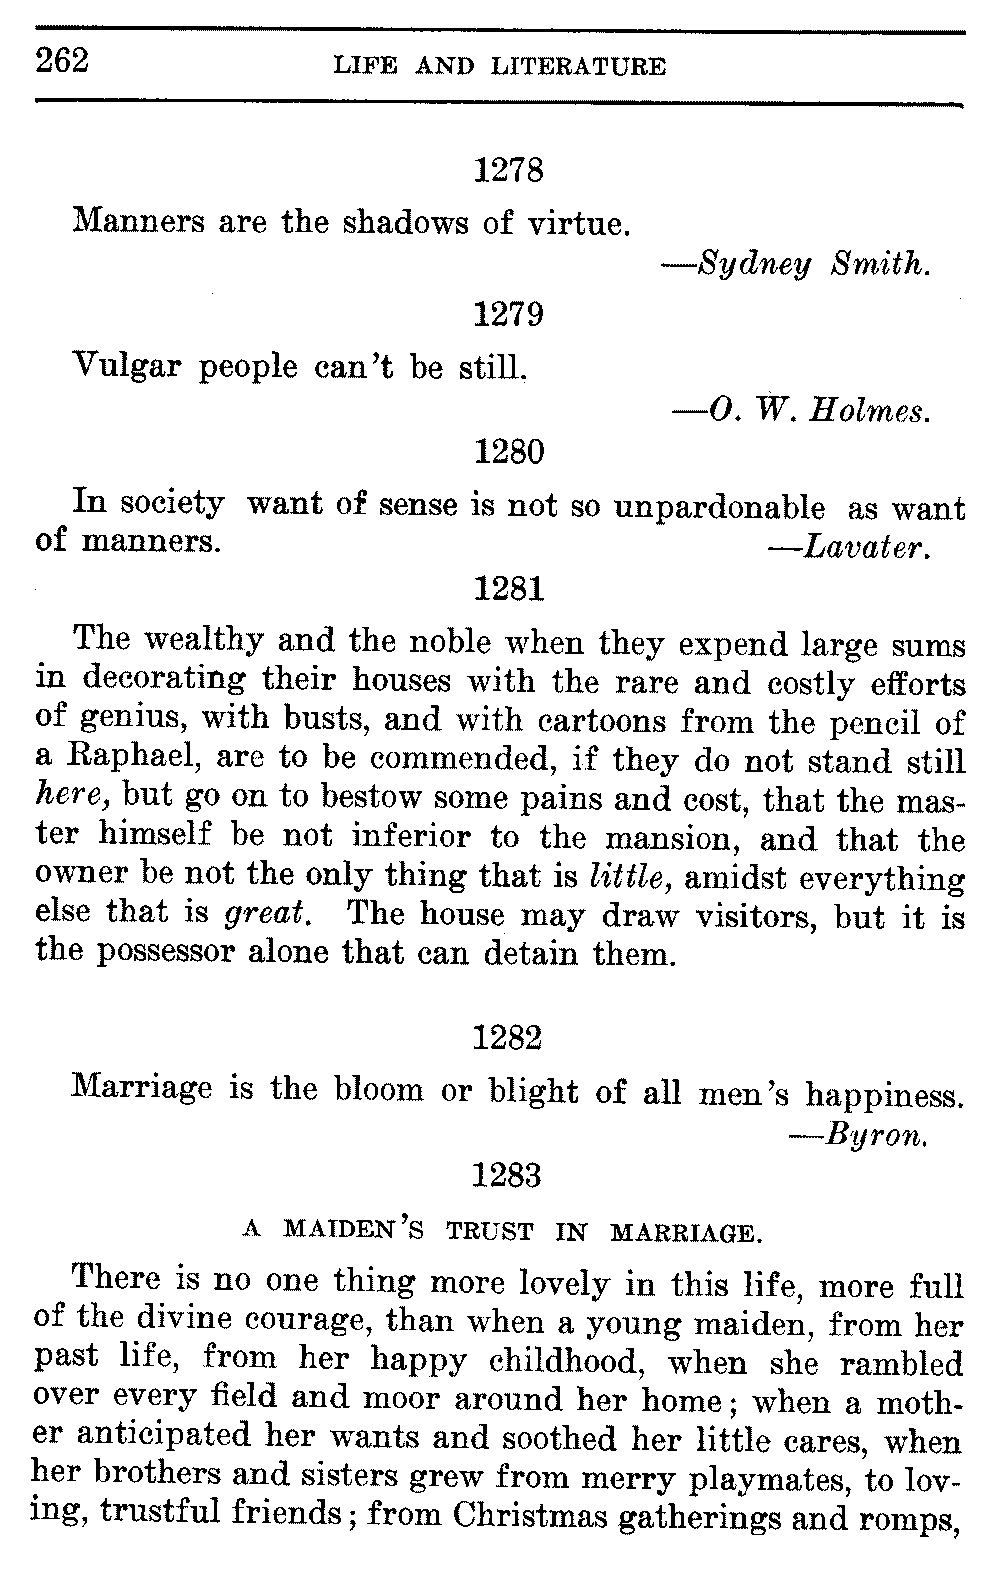 262 LIFE AND LITERATURE
1278
Manners are the shadows of virtue.
—Sydney Smith.
1279
Vulgar people can't be still.
—O. W. Holmes.
1280
In society want of sense is not so unpardonable as want
of manners. —Lavater.
1281
The wealthy and the noble when they expend large sums
in decorating their houses with the rare and costly efforts
of genius, with busts, and with cartoons from the pencil of
a Raphael, are to be commended, if they do not stand still
here, but go on to bestow some pains and cost, that the mas-
ter himself be not inferior to the mansion, and that the
owner be not the only thing that is little, amidst everything
else that is great. The house may draw visitors, but it is
the possessor alone that can detain them.
1282
Marriage is the bloom or blight of all men's happiness.
—Byron.
1283
A MAIDEN'S TRUST IN MARRIAGE.
There is no one thing more lovely in this life, more full
of the divine courage, than when a young maiden, from her
past life, from her happy childhood, when she rambled
over every field and moor around her home; when a moth-
er anticipated her wants and soothed her little cares, when
her brothers and sisters grew from merry playmates, to lov-
ing, trustful friends; from Christmas gatherings and romps,